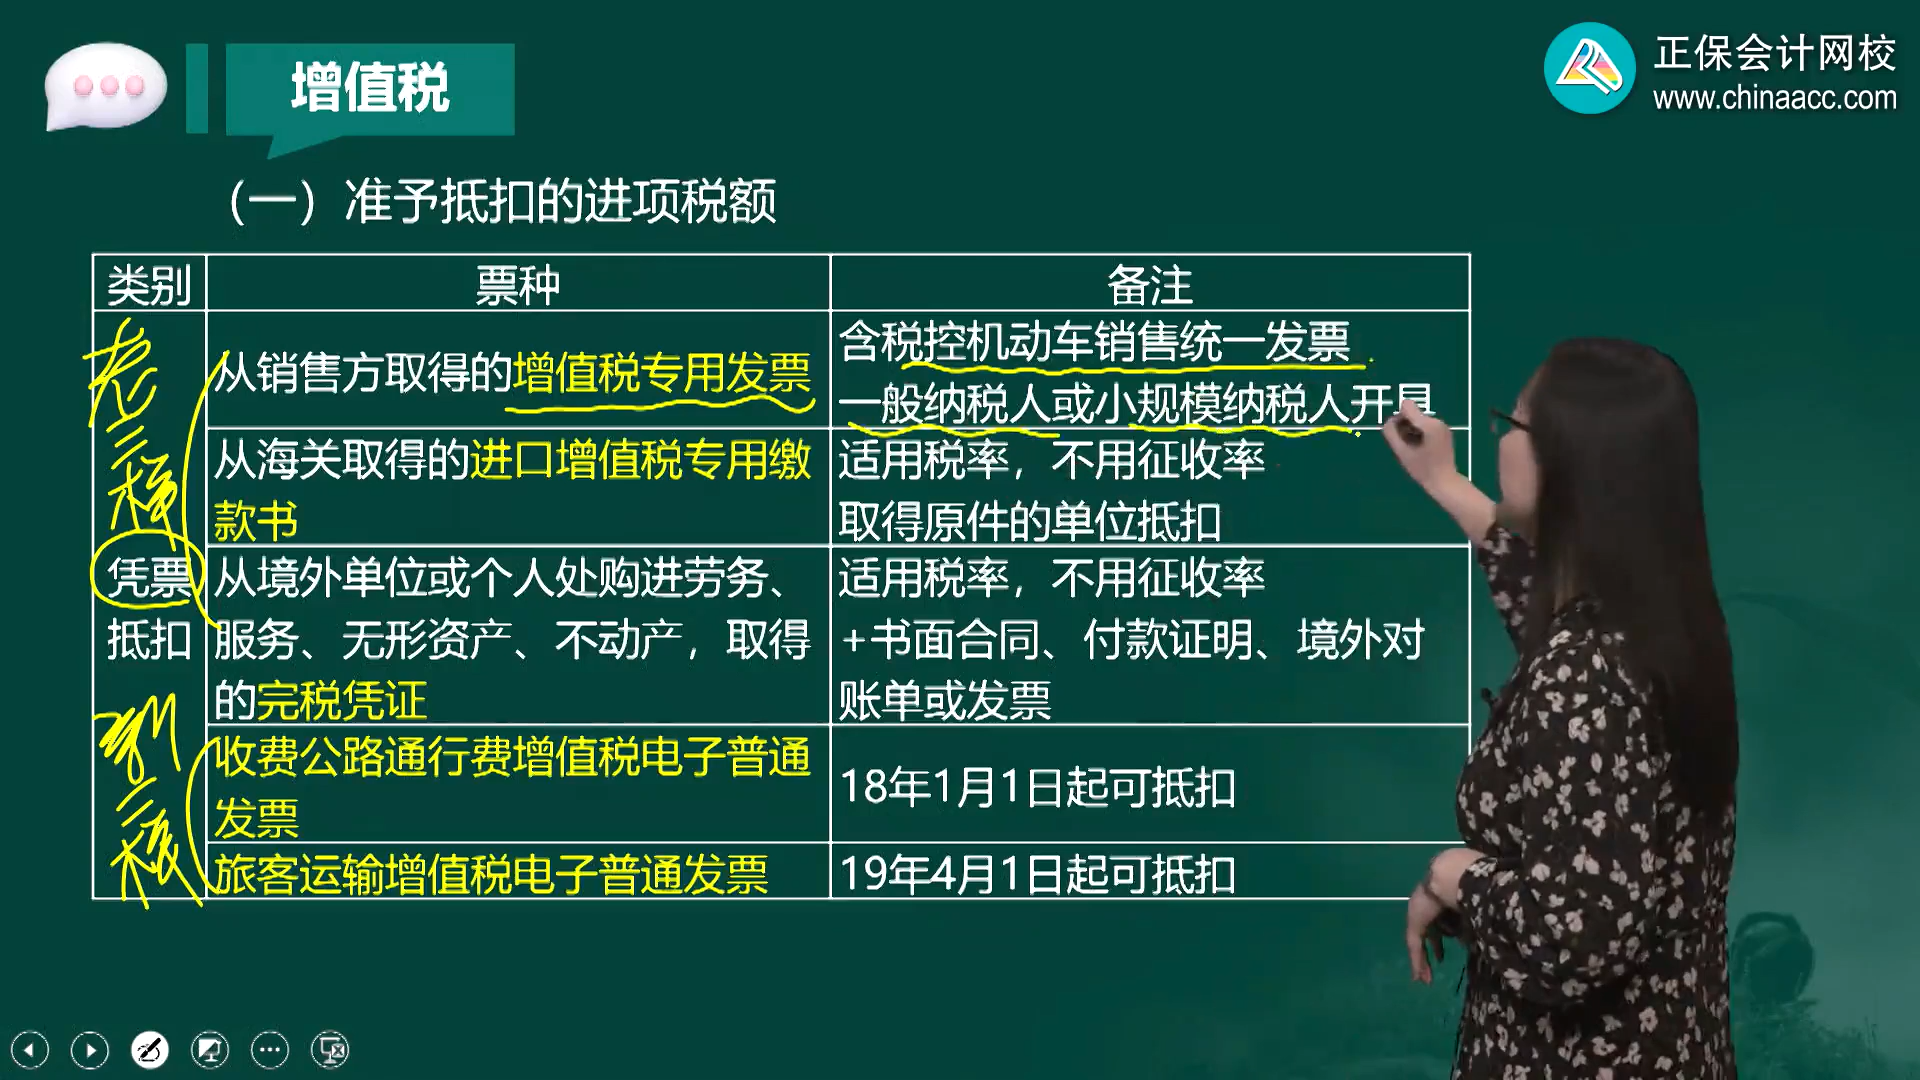 增值税
正保会计网校
www.chinaacc.com
（一）准予抵扣的进项税额
类别
票种
备注
老三样
凭票
抵扣
新二样
从销售方取得的增值税专用发票
含税控机动车销售统一发票
一般纳税人或小规模纳税人开具
从海关取得的进口增值税专用缴
款书
适用税率，不用征收率
取得原件的单位抵扣
从境外单位或个人处购进劳务、
服务、无形资产、不动产，取得
的完税凭证
适用税率，不用征收率
+书面合同、付款证明、境外对
账单或发票
收费公路通行费增值税电子普通
发票
18年1月1日起可抵扣
旅客运输增值税电子普通发票
19年4月1日起可抵扣